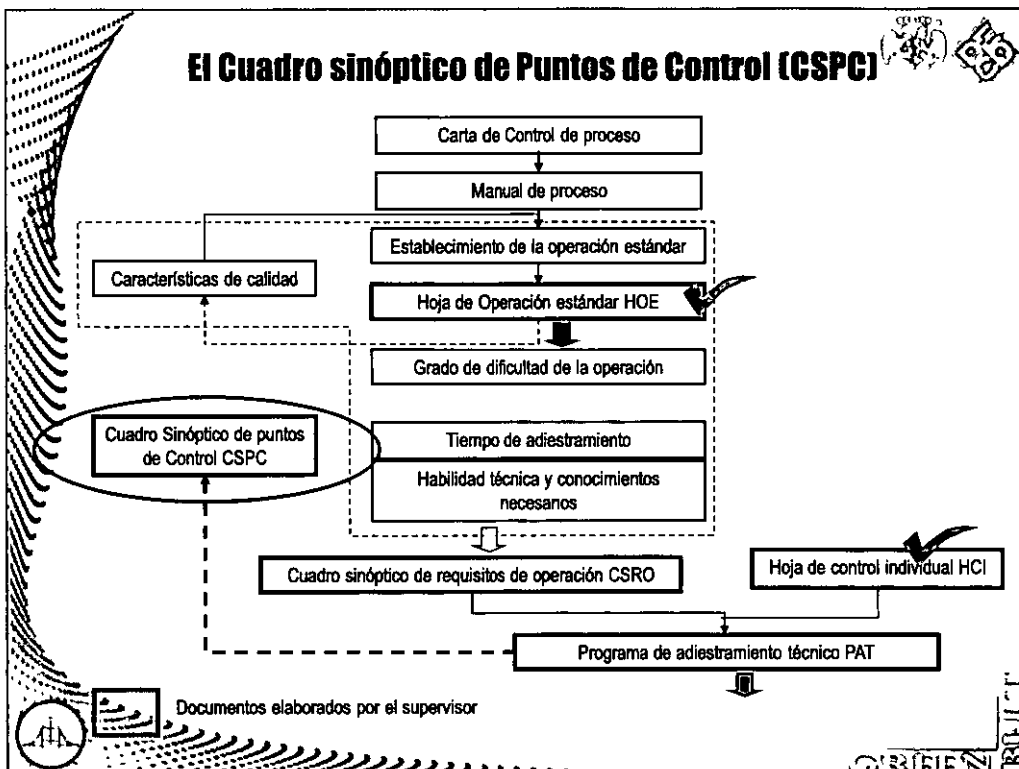 El Cuadro sinóptico de Puntos de Control (CSPC)
Carta de Control de proceso
Manual de proceso
Establecimiento de la operación estándar
Características de calidad
Hoja de Operación estándar HOE
Grado de dificultad de la operación
Cuadro Sinóptico de puntos
de Control CSPC
Tiempo de adiestramiento
Habilidad técnica y conocimientos
necesarios
Cuadro sinóptico de requisitos de operación CSRO
Hoja de control individual HCI
Programa de adiestramiento técnico PAT
Documentos elaborados por el supervisor